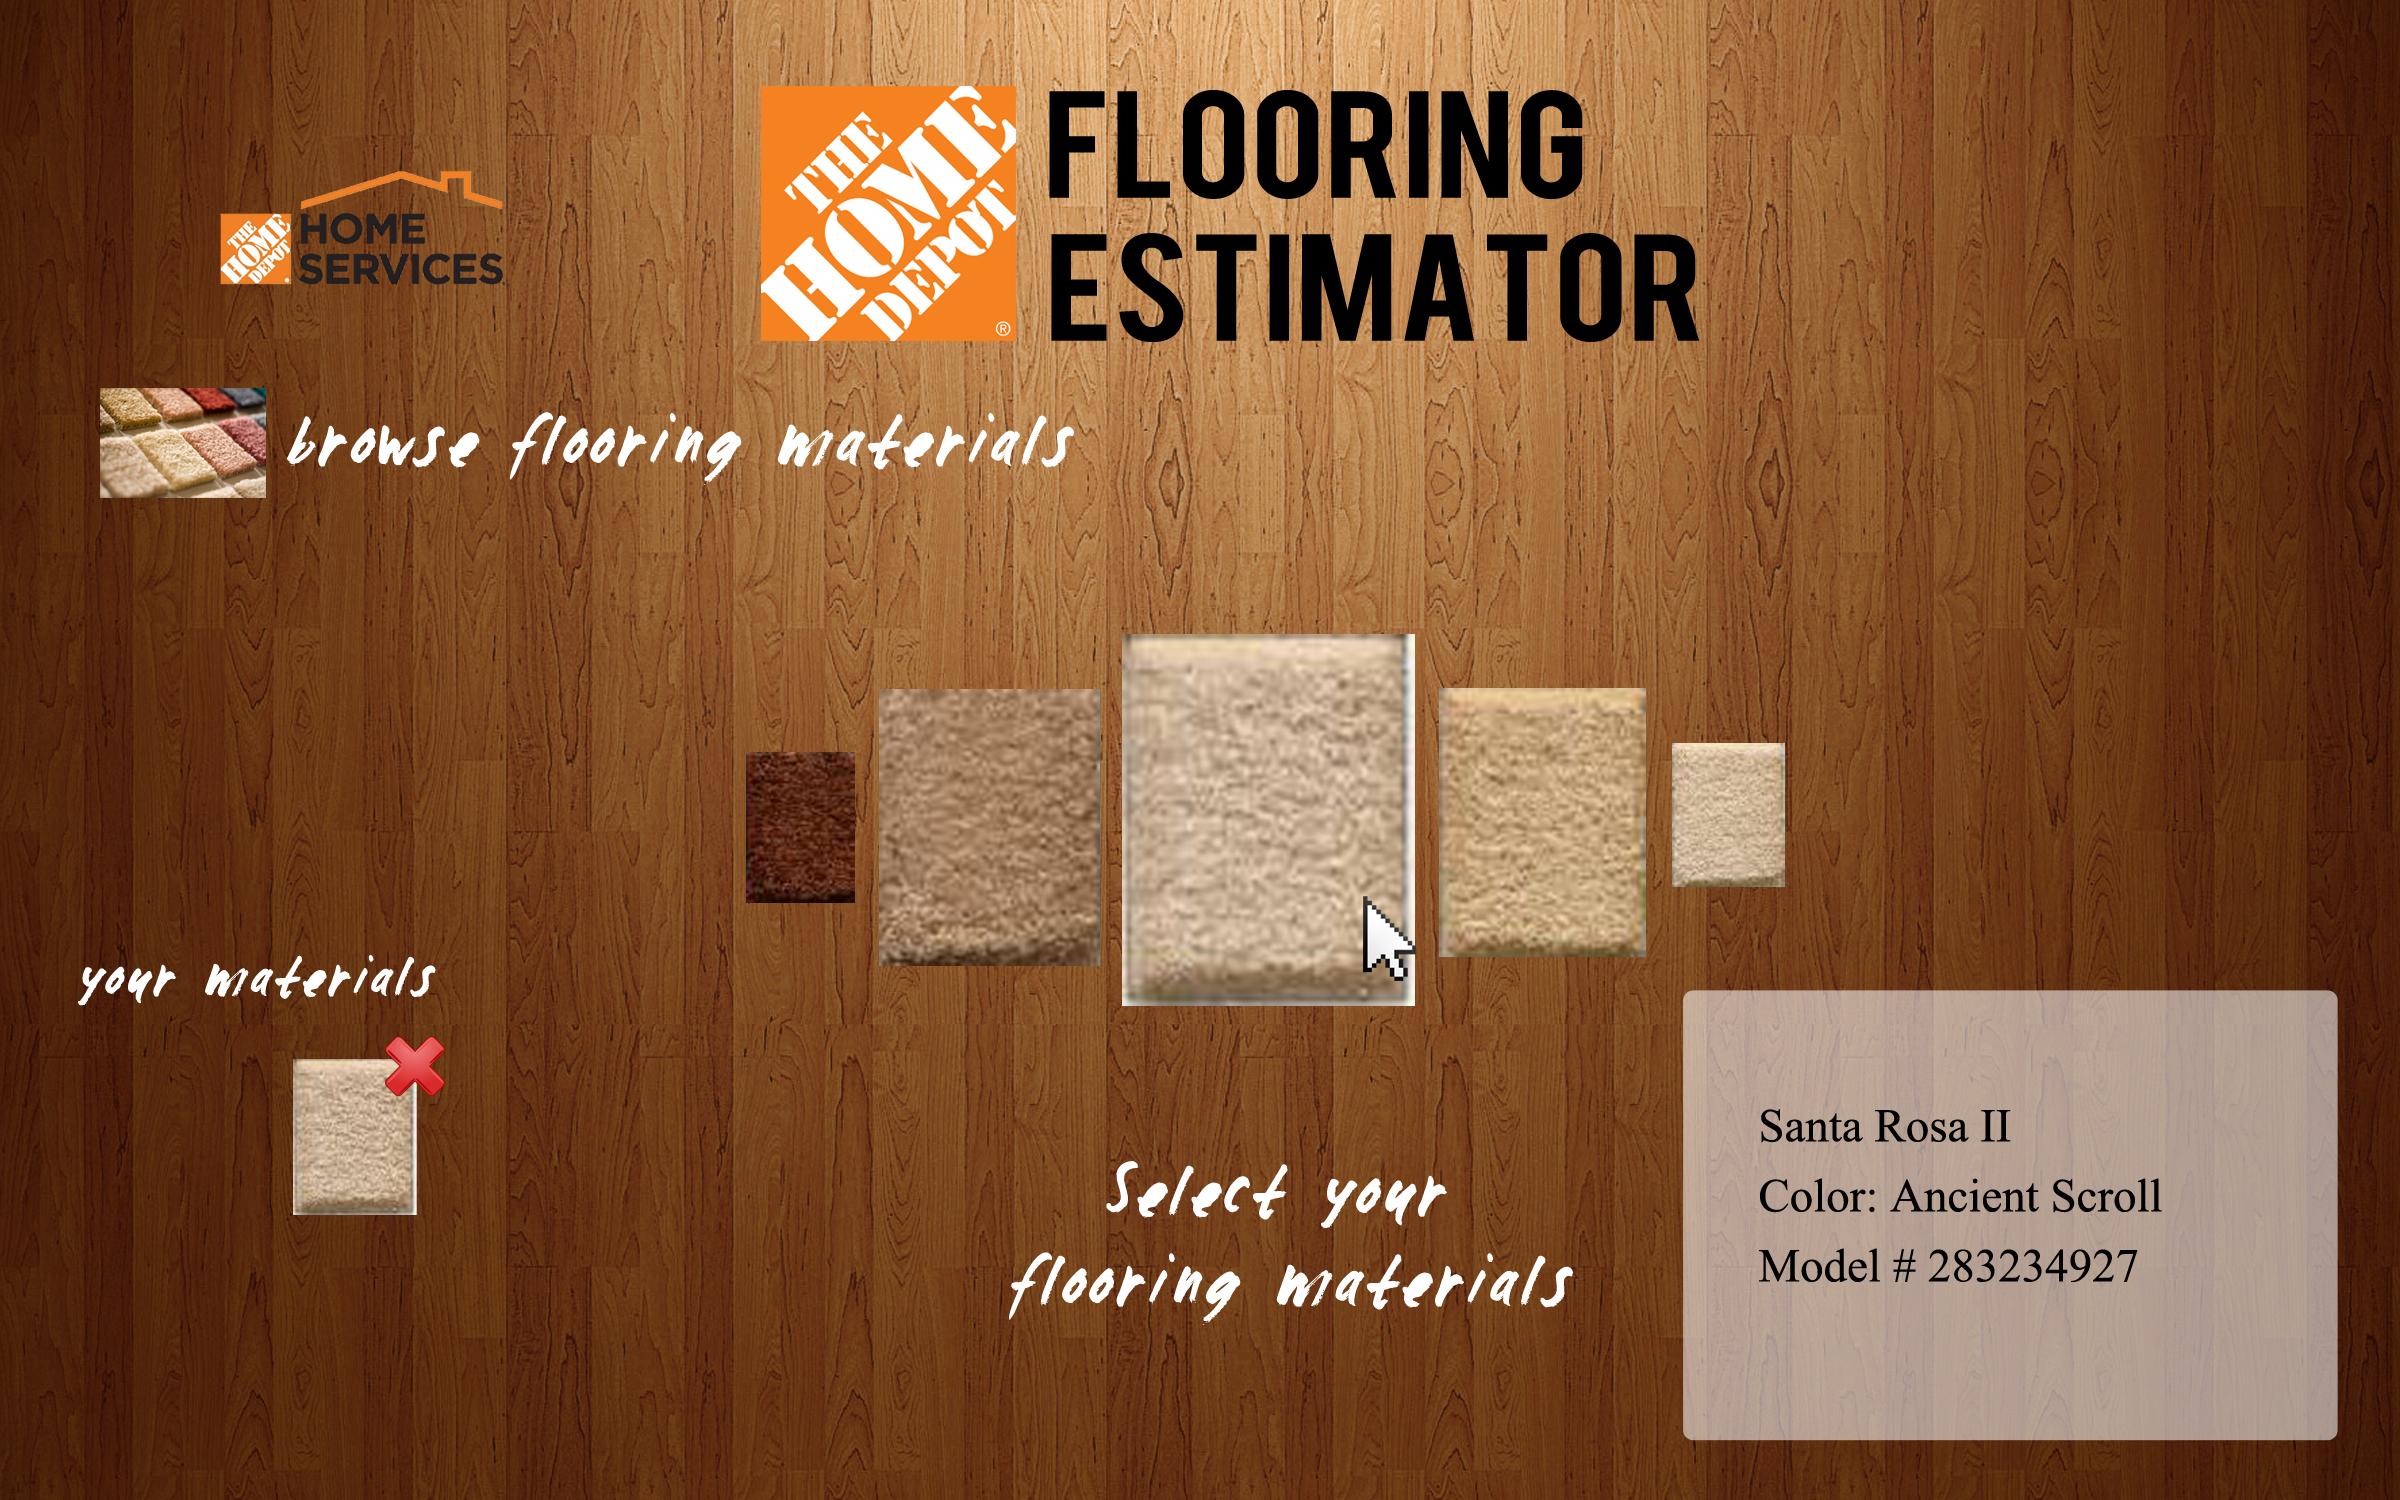 THE
HOME
DEPOT
®
FLOORING
ESTIMATOR
THE
HOME
DEPOT
HOME
SERVICES
browse flooring materials
your materials
Select your
flooring materials
Santa Rosa II
Color: Ancient Scroll
Model # 283234927